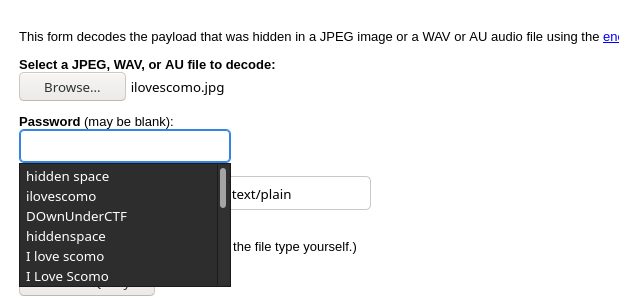 This form decodes the payload that was hidden in a JPEG image or a WAV or AU audio file using the
Select a JPEG, WAV, or AU file to decode:
Browse... ilovescomo.jpg
Password (may be blank):
hidden space
ilovescomo
text/plain
DOwnUnderCTF
hiddenspace
the file type yourself.)
I love scomo
I Love Scomo